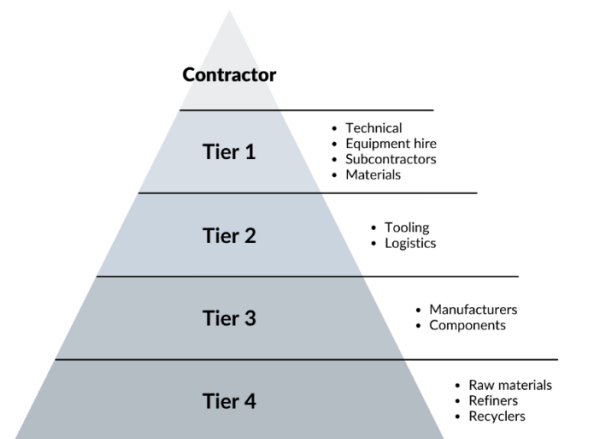 Contractor
Tier 1
• Technical
• Equipment hire
• Subcontractors
• Materials
Tier 2
• Tooling
• Logistics
Tier 3
• Manufacturers
• Components
Tier 4
• Raw materials
• Refiners
• Recyclers